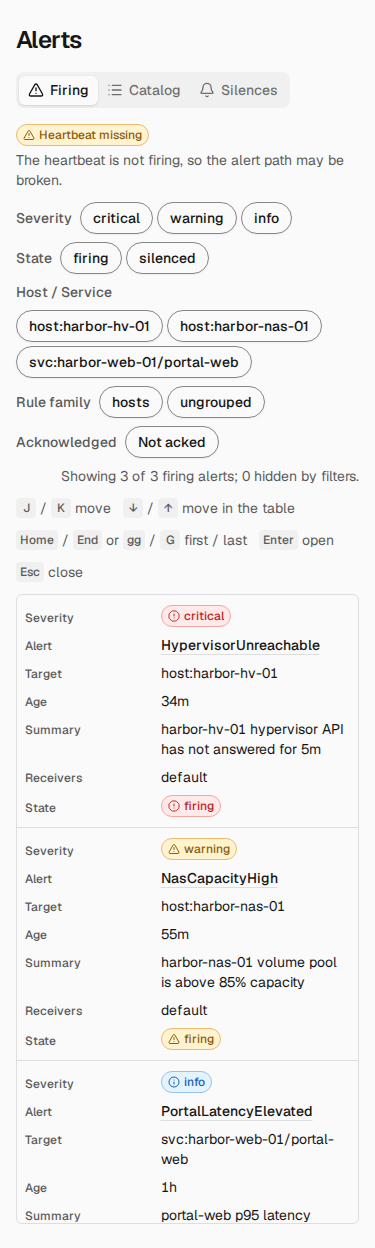 Alerts
Firing Catalog Silences
Heartbeat missing
The heartbeat is not firing, so the alert path may be
broken.
Severity critical warning info
State firing silenced
Host / Service
host:harbor-hv-01 host:harbor-nas-01
svc:harbor-web-01/portal-web
Rule family hosts ungrouped
Acknowledged Not acked
Showing 3 of 3 firing alerts; 0 hidden by filters.
J / K move ↓ / ↑ move in the table
Home / End or gg / G first / last Enter open
Esc close
Severity critical
Alert HypervisorUnreachable
Target host:harbor-hv-01
Age 34m
Summary harbor-hv-01 hypervisor API
has not answered for 5m
Receivers default
State firing
Severity warning
Alert NasCapacityHigh
Target host:harbor-nas-01
Age 55m
Summary harbor-nas-01 volume pool
is above 85% capacity
Receivers default
State firing
Severity info
Alert PortalLatencyElevated
Target svc:harbor-web-01/portal-
web
Age 1h
Summary portal-web p95 latency